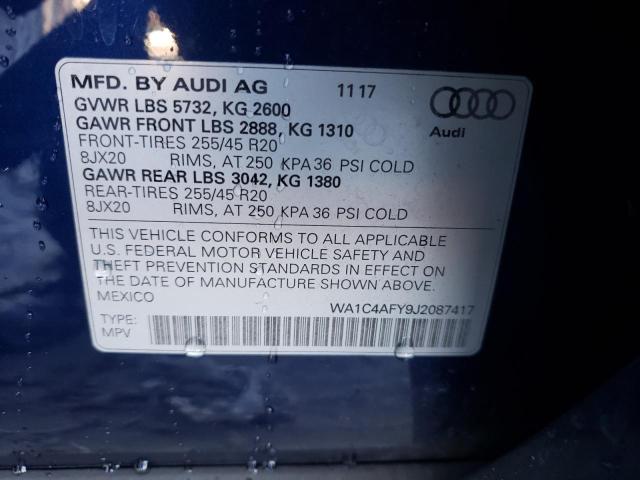 MFD. BY AUDI AG 11 17
GVWR LBS 5732, KG 2600
GAWR FRONT LBS 2888, KG 1310
Audi
FRONT-TIRES 255/45 R20
8JX20 RIMS, AT 250 KPA 36 PSI COLD
GAWR REAR LBS 3042, KG 1380
REAR-TIRES 255/45 R20
8JX20 RIMS, AT 250 KPA 36 PSI COLD
THIS VEHICLE CONFORMS TO ALL APPLICABLE
U.S. FEDERAL MOTOR VEHICLE SAFETY AND
THEFT PREVENTION STANDARDS IN EFFECT ON
THE DATE OF MANUFACTURE SHOWN ABOVE.
MEXICO
WA1C4AFY9J2087417
TYPE:
MPV